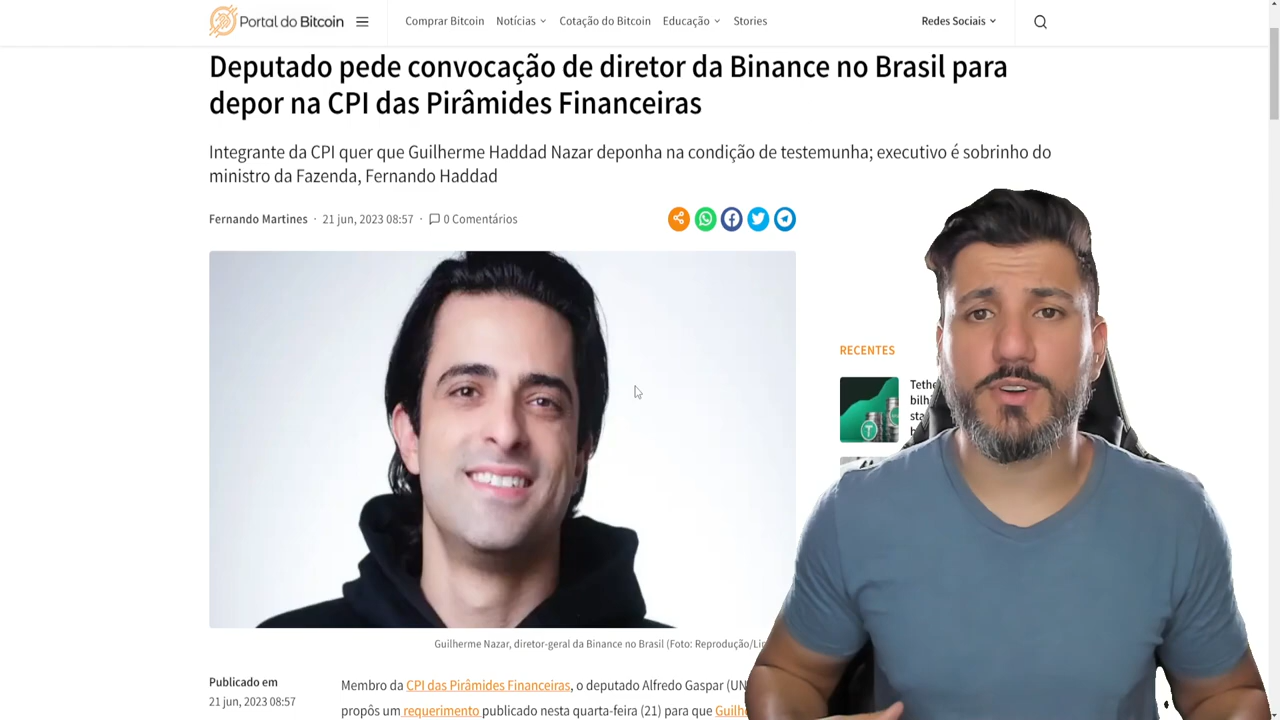 Portal do Bitcoin
Comprar Bitcoin Notícias Cotação do Bitcoin Educação Stories
Redes Sociais
Deputado pede convocação de diretor da Binance no Brasil para
depor na CPI das Pirâmides Financeiras
Integrante da CPI quer que Guilherme Haddad Nazar deponha na condição de testemunha; executivo é sobrinho do
ministro da Fazenda, Fernando Haddad
Fernando Martines · 21 jun, 2023 08:57 · 0 Comentários
RECENTES
Guilherme Nazar, diretor-geral da Binance no Brasil (Foto: Reprodução/
Publicado em
21 jun, 2023 08:57
Membro da CPI das Pirâmides Financeiras, o deputado Alfredo Gaspar (UN
propôs um requerimento publicado nesta quarta-feira (21) para que